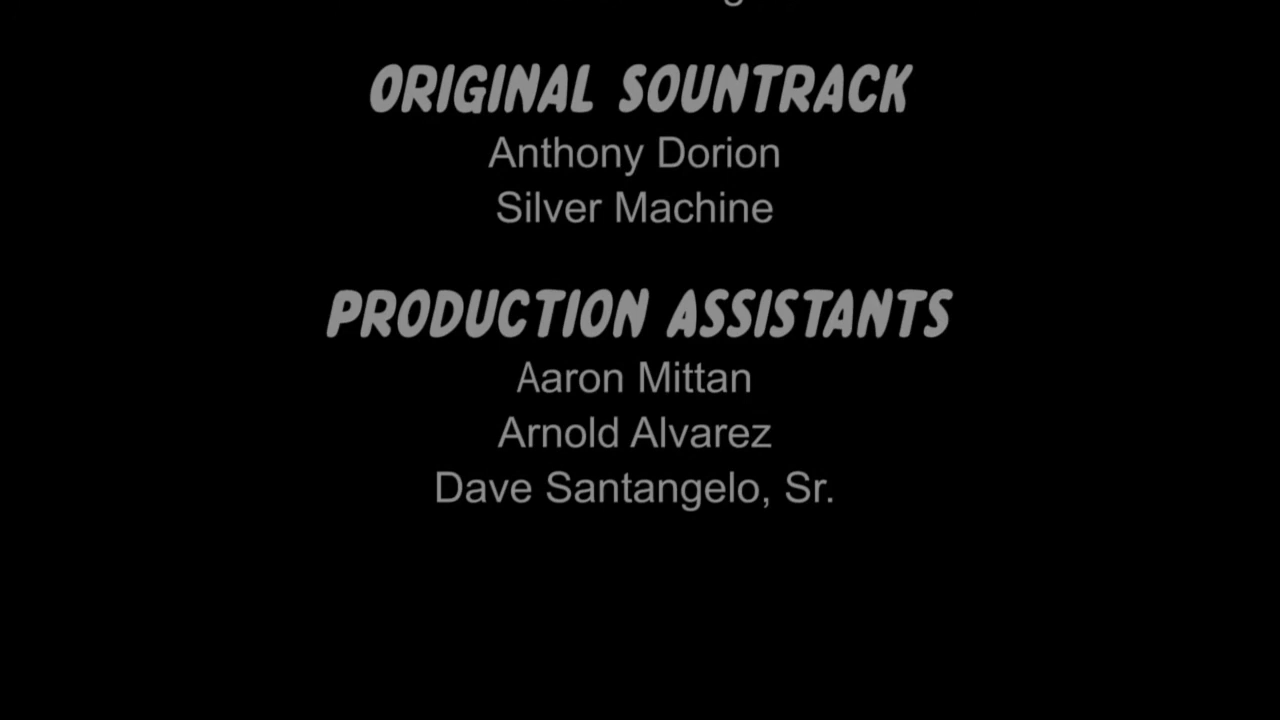 ORIGINAL SOUNTRACK
Anthony Dorion
Silver Machine
PRODUCTION ASSISTANTS
Aaron Mittan
Arnold Alvarez
Dave Santangelo, Sr.